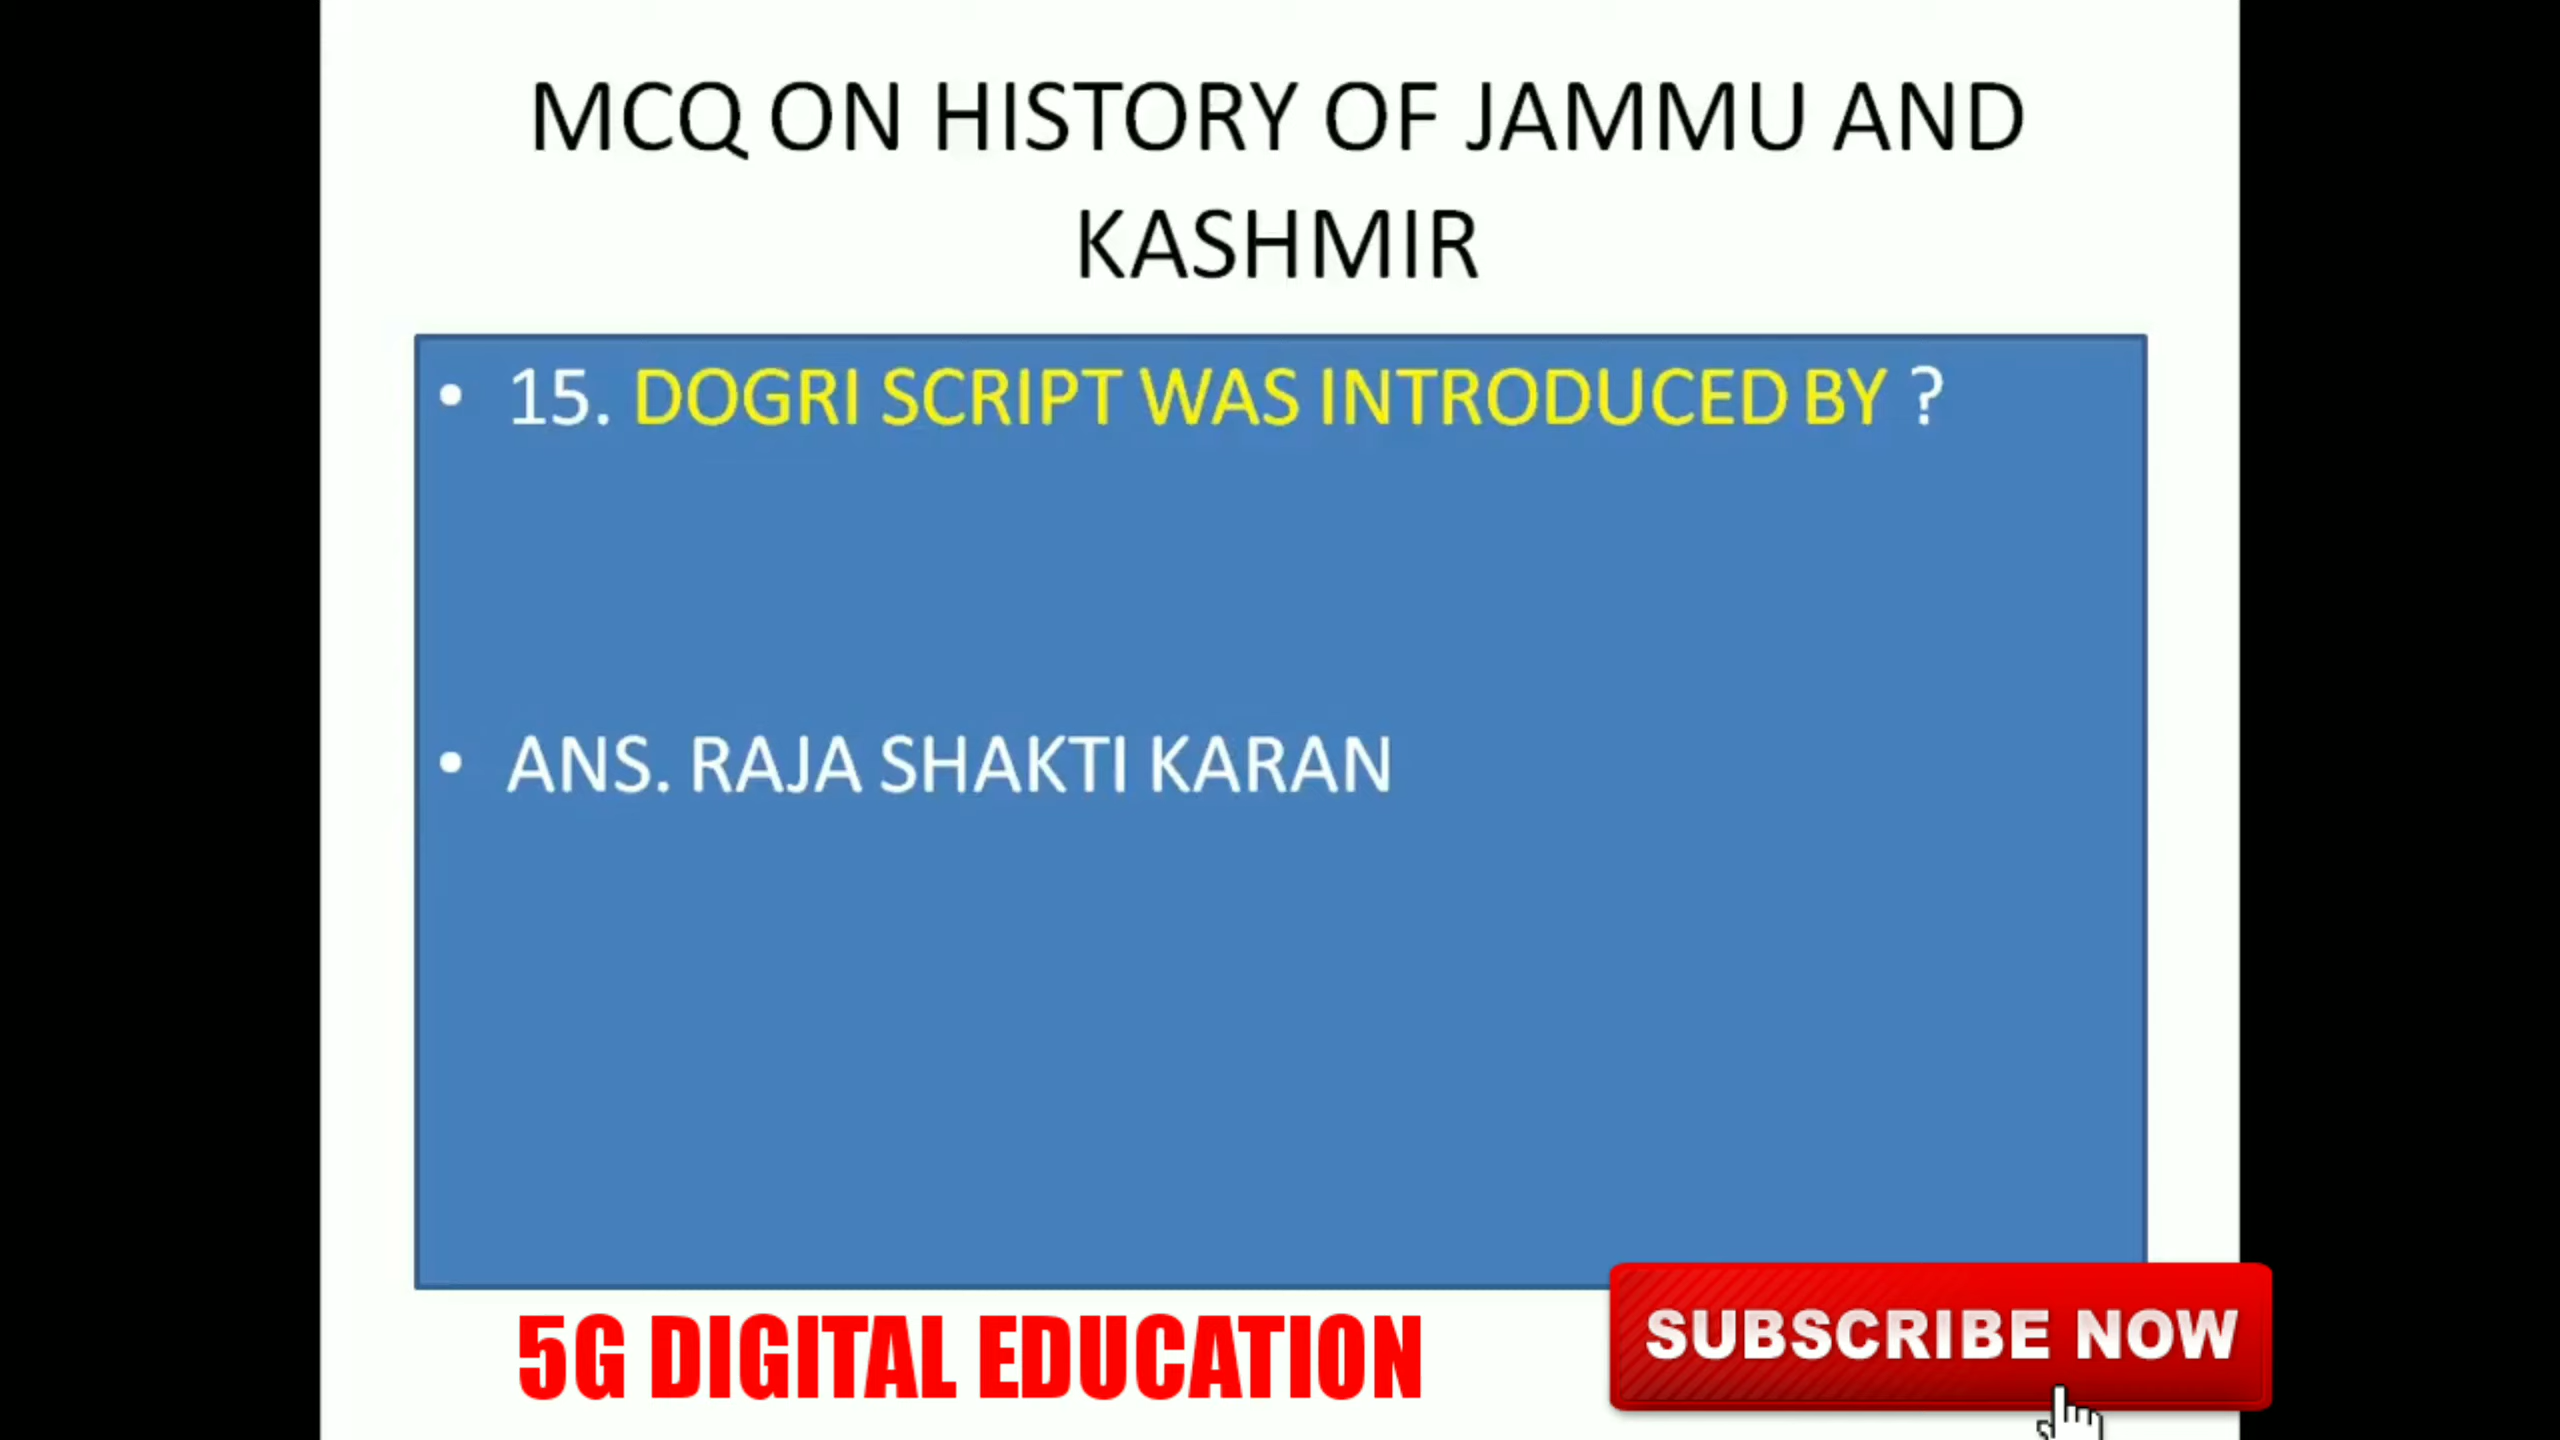 MCQ ON HISTORY OF JAMMU AND
KASHMIR
• 15. DOGRI SCRIPT WAS INTRODUCED BY ?
• ANS. RAJA SHAKTI KARAN
5G DIGITAL EDUCATION
SUBSCRIBE NOW